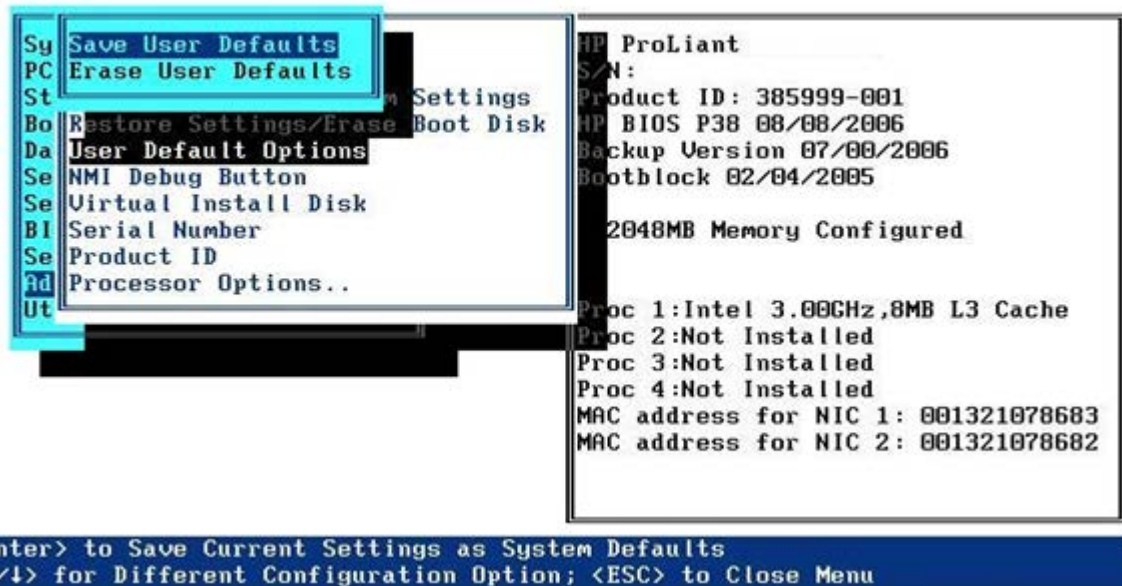 Save User Defaults
Erase User Defaults
Sy
PC
St
m Settings
Bo
Restore Settings/Erase Boot Disk
Da
User Default Options
Se
NMI Debug Button
Se
Virtual Install Disk
BI
Serial Number
Se
Product ID
Ad
Processor Options..
Ut
HP ProLiant
S/N:
Product ID: 385999-001
HP BIOS P38 08/08/2006
Backup Version 07/00/2006
Bootblock 02/04/2005
2048MB Memory Configured
Proc 1:Intel 3.00GHz,8MB L3 Cache
Proc 2:Not Installed
Proc 3:Not Installed
Proc 4:Not Installed
MAC address for NIC 1: 001321078683
MAC address for NIC 2: 001321078682
nter> to Save Current Settings as System Defaults
/↓> for Different Configuration Option; <ESC> to Close Menu